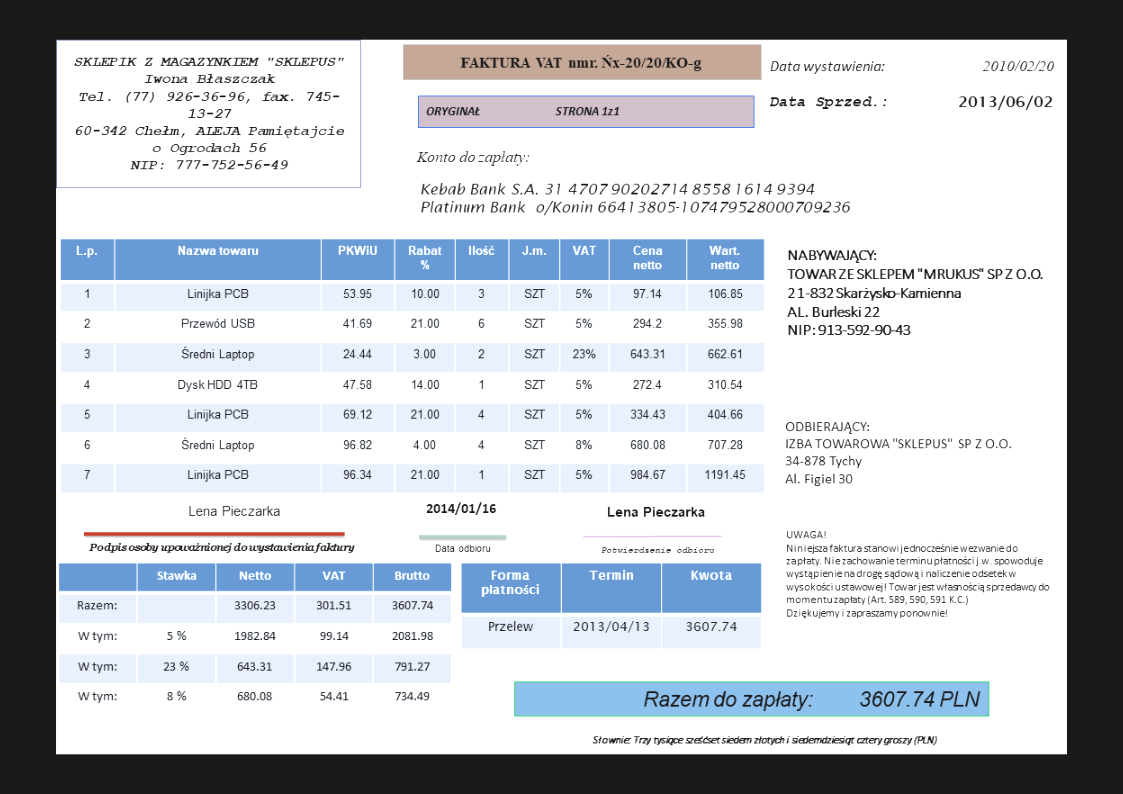 SKLEPIK Z MAGAZYNKIEM "SKLEPUS"
Iwona Błaszczak
Tel. (77) 926-36-96, fax. 745-
13-27
60-342 Chełm, ALEJA Pamiętajcie
o Ogrodach 56
NIP: 777-752-56-49
FAKTURA VAT nmr. Ńx-20/20/KO-g
ORYGINAŁ STRONA 1z1
Data wystawienia: 2010/02/20
Data Sprzed.: 2013/06/02
Konto do zapłaty:
Kebab Bank S.A. 31 4707 90202714 8558 1614 9394
Platinum Bank o/Konin 66413805-107479528000709236
L.p. Nazwa towaru PKWiU Rabat % Ilość J.m. VAT Cena netto Wart. netto
1 Linijka PCB 53.95 10.00 3 SZT 5% 97.14 106.85
2 Przewód USB 41.69 21.00 6 SZT 5% 294.2 355.98
3 Średni Laptop 24.44 3.00 2 SZT 23% 643.31 662.61
4 Dysk HDD 4TB 47.58 14.00 1 SZT 5% 272.4 310.54
5 Linijka PCB 69.12 21.00 4 SZT 5% 334.43 404.66
6 Średni Laptop 96.82 4.00 4 SZT 8% 680.08 707.28
7 Linijka PCB 96.34 21.00 1 SZT 5% 984.67 1191.45
NABYWAJĄCY:
TOWAR ZE SKLEPEM "MRUKUS" SP Z O.O.
21-832 Skarżysko-Kamienna
AL. Burleski 22
NIP: 913-592-90-43
ODBIERAJĄCY:
IZBA TOWAROWA "SKLEPUS" SP Z O.O.
34-878 Tychy
Al. Figiel 30
Lena Pieczarka
Podpis osoby upoważnionej do wystawienia faktury
2014/01/16
Data odbioru
Lena Pieczarka
Potwierdzenie odbioru
UWAGA!
Niniejsza faktura stanowi jednocześnie wezwanie do
zapłaty. Nie zachowanie terminu płatności j.w. spowoduje
wystąpienie na drogę sądową i naliczenie odsetek w
wysokości ustawowej! Towar jest własnością sprzedawcy do
momentu zapłaty (Art. 589, 590, 591 K.C.)
Dziękujemy i zapraszamy ponownie!
Stawka Netto VAT Brutto
Razem: 3306.23 301.51 3607.74
W tym: 5 % 1982.84 99.14 2081.98
W tym: 23 % 643.31 147.96 791.27
W tym: 8 % 680.08 54.41 734.49
Forma płatności Termin Kwota
Przelew 2013/04/13 3607.74
Razem do zapłaty: 3607.74 PLN
Słownie: Trzy tysiące sześćset siedem złotych i siedemdziesiąt cztery groszy (PLN)